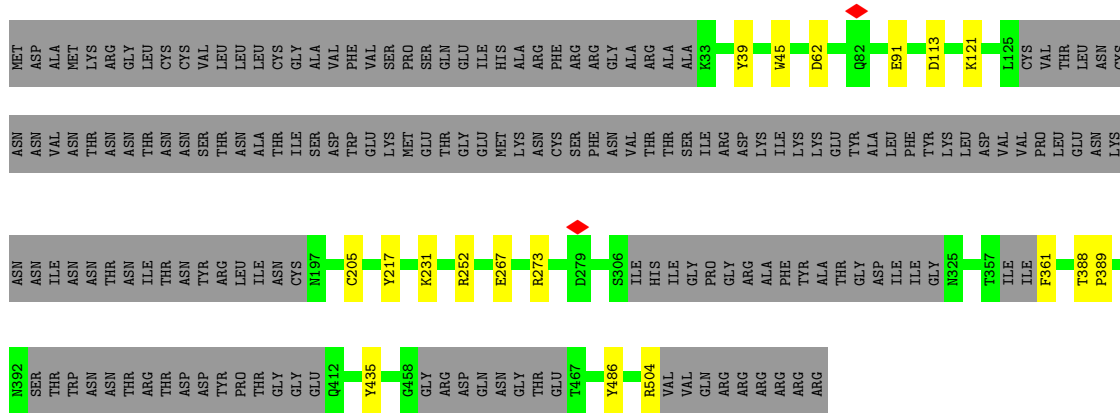 MET ASP ALA MET LYS ARG GLY LEU CYS CYS VAL LEU LEU LEU CYS GLY ALA VAL PHE VAL SER PRO SER GLN GLU ILE HIS ALA ARG PHE ARG ARG GLY ALA ARG ALA ALA K33 Y39 W45 D62 Q82 E91 D113 K121 L125 CYS VAL THR LEU ASN CYS
ASN ASN VAL ASN THR ASN ASN THR ASN ASN SER THR ASN ALA THR ILE SER ASP TRP GLU LYS MET GLU THR GLY GLU MET LYS ASN CYS SER PHE ASN VAL THR THR SER ILE ARG ASP LYS ILE LYS LYS GLU TYR ALA LEU PHE TYR LYS LEU ASP VAL VAL PRO LEU GLU ASN LYS
ASN ASN ILE ASN ASN THR ASN ILE THR ASN TYR ARG LEU ILE ASN CYS N197 C205 Y217 K231 R252 E267 R273 D279 S306 ILE HIS ILE GLY PRO GLY ARG ALA PHE TYR ALA THR GLY ASP ILE ILE GLY N325 T357 ILE ILE F361 T388 P389
N392 SER THR TRP ASN ASN THR ARG THR ASP ASP TYR PRO THR GLY GLY GLU Q412 Y435 G458 GLY ARG ASP GLN ASN GLY THR GLU T467 Y486 R504 VAL VAL GLN ARG ARG ARG ARG ARG ARG